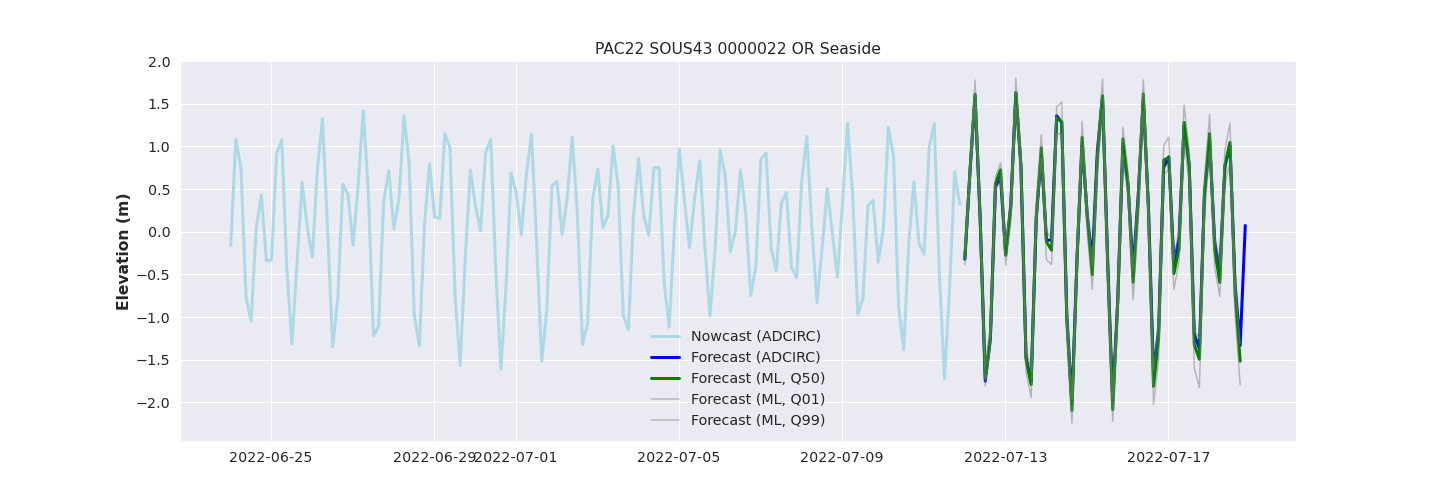 PAC22 SOUS43 0000022 OR Seaside
Elevation (m)
2.0
1.5
1.0
0.5
0.0
−0.5
−1.0
−1.5
−2.0
Nowcast (ADCIRC)
Forecast (ADCIRC)
Forecast (ML, Q50)
Forecast (ML, Q01)
Forecast (ML, Q99)
2022-06-25 2022-06-29 2022-07-01 2022-07-05 2022-07-09 2022-07-13 2022-07-17